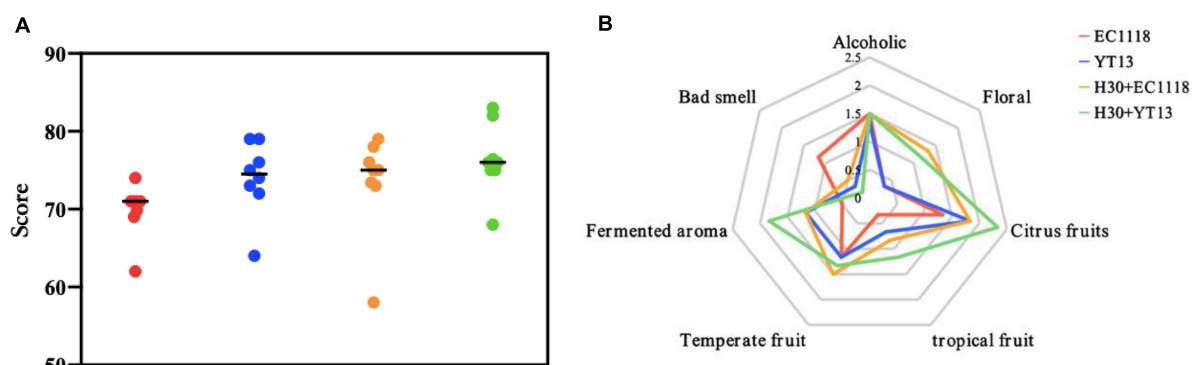 A
90
80
70
60
50
Score
B
Alcoholic
Floral
Citrus fruits
tropical fruit
Temperate fruit
Fermented aroma
Bad smell
2.5
2
1.5
1
0.5
0
EC1118
YT13
H30+EC1118
H30+YT13